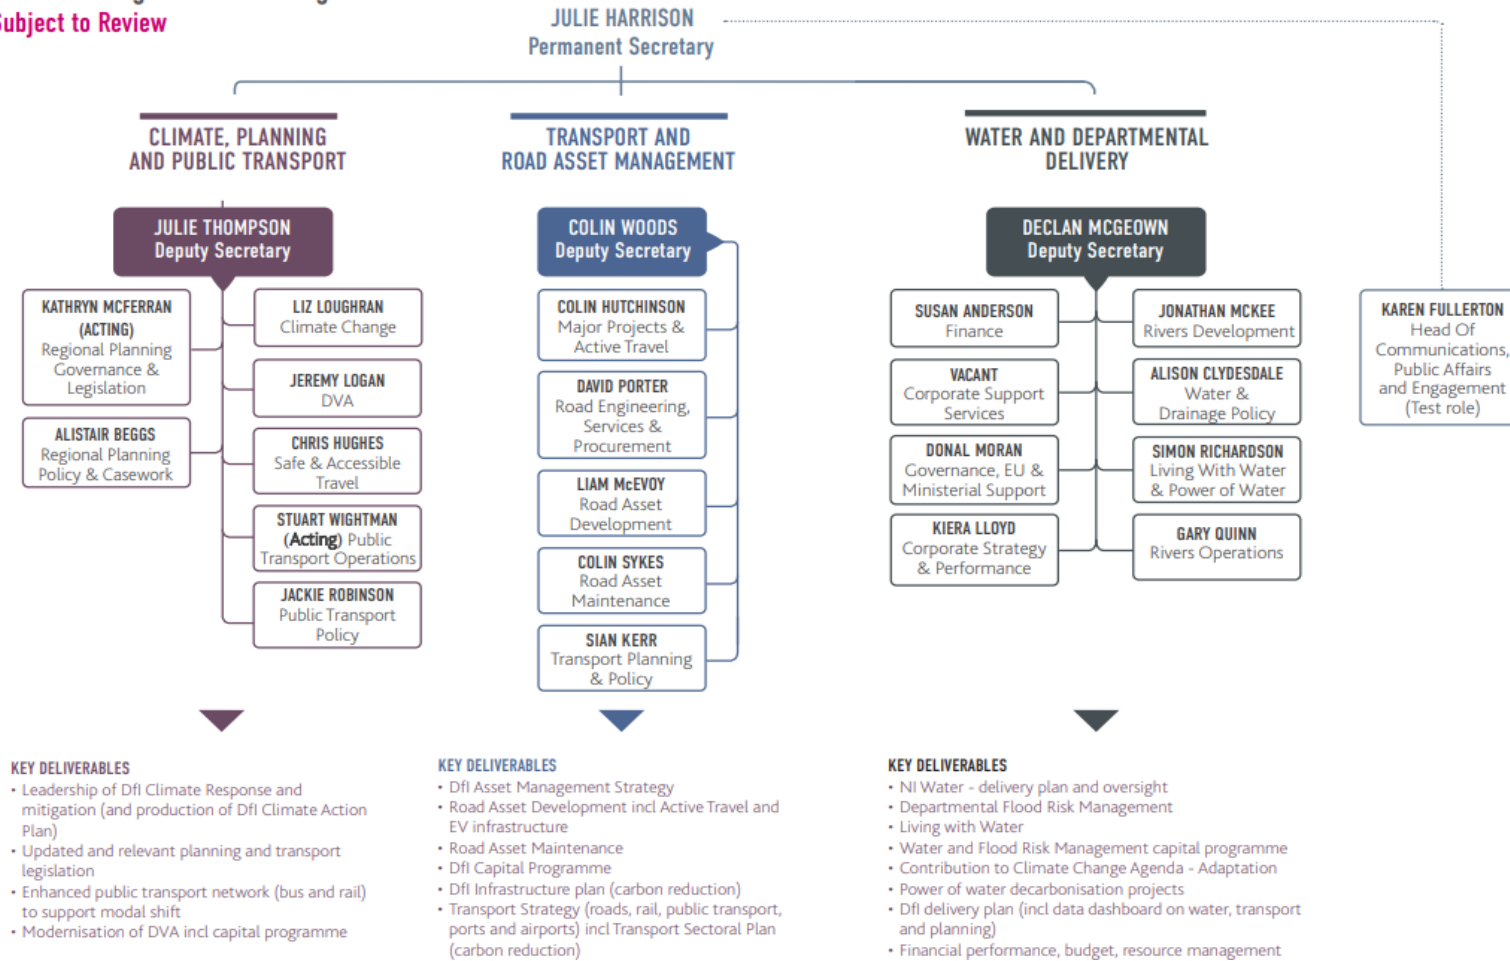 Subject to Review
JULIE HARRISON
Permanent Secretary
CLIMATE, PLANNING
AND PUBLIC TRANSPORT
JULIE THOMPSON
Deputy Secretary
KATHRYN MCFERRAN
(ACTING)
Regional Planning
Governance &
Legislation
ALISTAIR BEGGS
Regional Planning
Policy & Casework
LIZ LOUGHRAN
Climate Change
JEREMY LOGAN
DVA
CHRIS HUGHES
Safe & Accessible
Travel
STUART WIGHTMAN
(Acting) Public
Transport Operations
JACKIE ROBINSON
Public Transport
Policy
TRANSPORT AND
ROAD ASSET MANAGEMENT
COLIN WOODS
Deputy Secretary
COLIN HUTCHINSON
Major Projects &
Active Travel
DAVID PORTER
Road Engineering,
Services &
Procurement
LIAM McEVOY
Road Asset
Development
COLIN SYKES
Road Asset
Maintenance
SIAN KERR
Transport Planning
& Policy
WATER AND DEPARTMENTAL
DELIVERY
DECLAN MCGEOWN
Deputy Secretary
SUSAN ANDERSON
Finance
VACANT
Corporate Support
Services
DONAL MORAN
Governance, EU &
Ministerial Support
KIERA LLOYD
Corporate Strategy
& Performance
JONATHAN MCKEE
Rivers Development
ALISON CLYDESDALE
Water &
Drainage Policy
SIMON RICHARDSON
Living With Water
& Power of Water
GARY QUINN
Rivers Operations
KAREN FULLERTON
Head Of
Communications,
Public Affairs
and Engagement
(Test role)
KEY DELIVERABLES
• Leadership of DfI Climate Response and
mitigation (and production of DfI Climate Action
Plan)
• Updated and relevant planning and transport
legislation
• Enhanced public transport network (bus and rail)
to support modal shift
• Modernisation of DVA incl capital programme
KEY DELIVERABLES
• DfI Asset Management Strategy
• Road Asset Development incl Active Travel and
EV infrastructure
• Road Asset Maintenance
• DfI Capital Programme
• DfI Infrastructure plan (carbon reduction)
• Transport Strategy (roads, rail, public transport,
ports and airports) incl Transport Sectoral Plan
(carbon reduction)
KEY DELIVERABLES
• NI Water - delivery plan and oversight
• Departmental Flood Risk Management
• Living with Water
• Water and Flood Risk Management capital programme
• Contribution to Climate Change Agenda - Adaptation
• Power of water decarbonisation projects
• DfI delivery plan (incl data dashboard on water, transport
and planning)
• Financial performance, budget, resource management